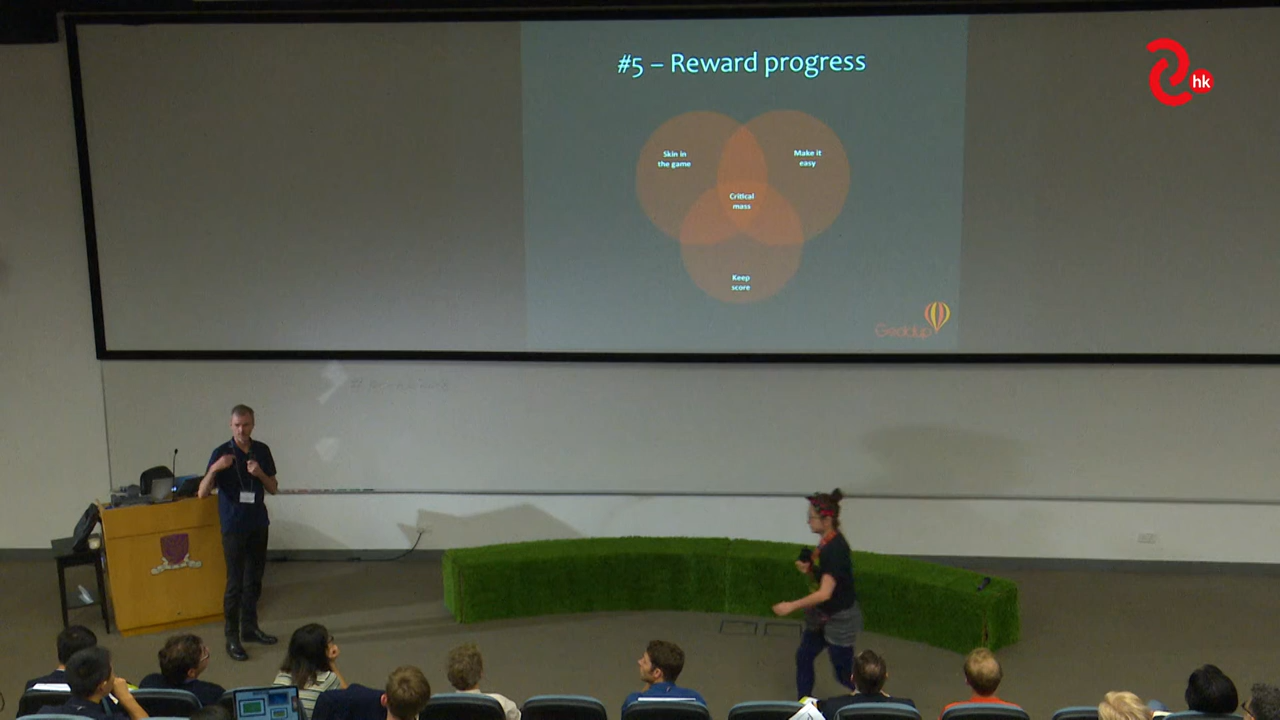 #5 – Reward progress
hk
Skin in
the game
Make it
easy
Critical
mass
Keep
score